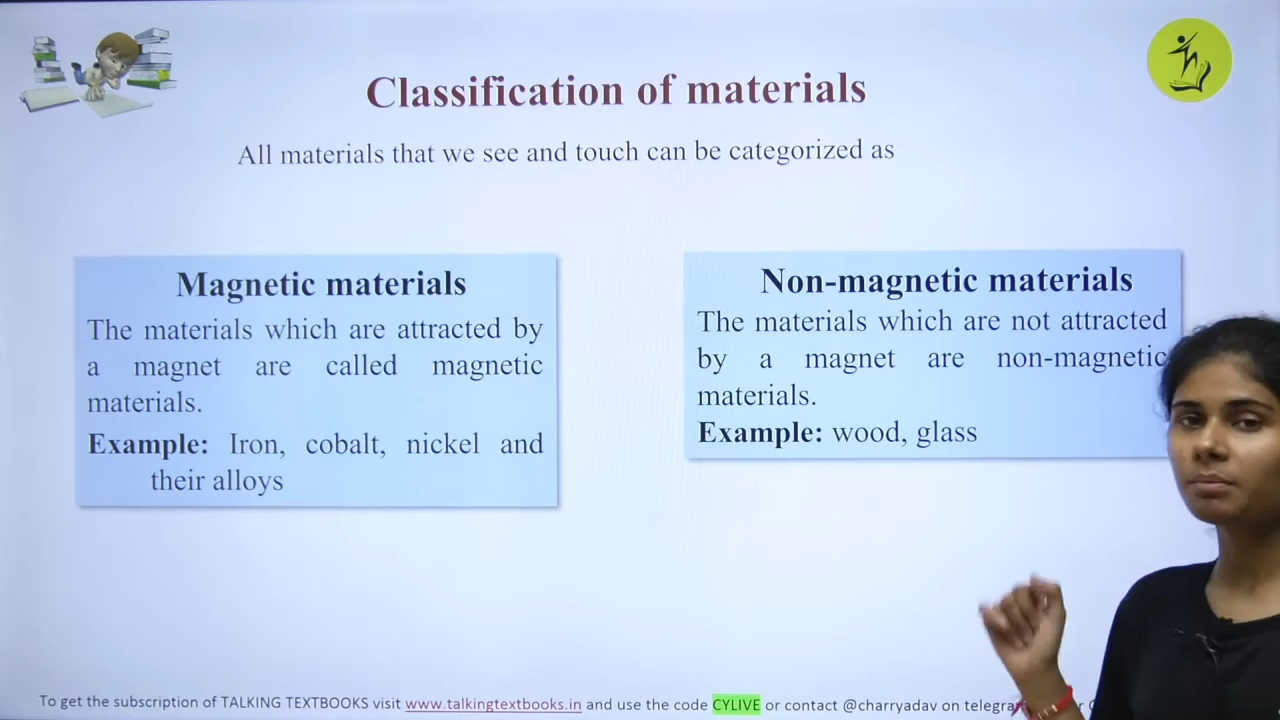 Classification of materials
All materials that we see and touch can be categorized as
Magnetic materials
The materials which are attracted by
a magnet are called magnetic
materials.
Example: Iron, cobalt, nickel and
their alloys
Non-magnetic materials
The materials which are not attracted
by a magnet are non-magnetic
materials.
Example: wood, glass
To get the subscription of TALKING TEXTBOOKS visit www.talkingtextbooks.in and use the code CYLIVE or contact @charryadav on telegram